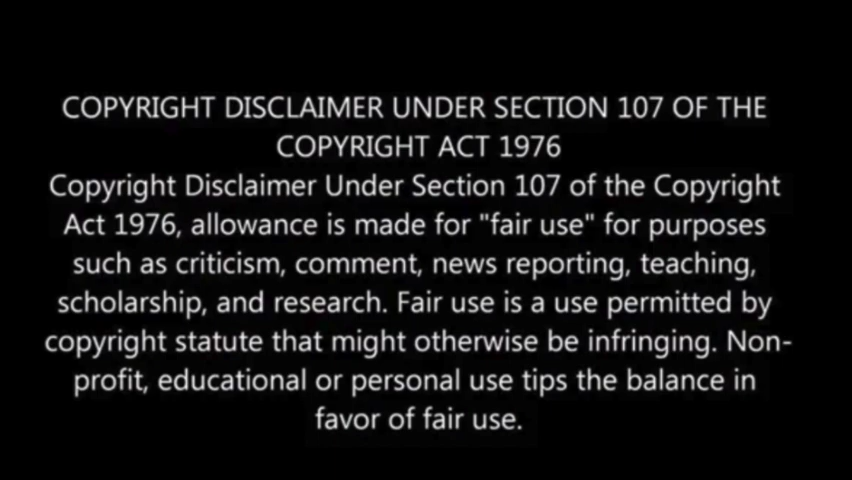 COPYRIGHT DISCLAIMER UNDER SECTION 107 OF THE
COPYRIGHT ACT 1976
Copyright Disclaimer Under Section 107 of the Copyright
Act 1976, allowance is made for "fair use" for purposes
such as criticism, comment, news reporting, teaching,
scholarship, and research. Fair use is a use permitted by
copyright statute that might otherwise be infringing. Non-
profit, educational or personal use tips the balance in
favor of fair use.